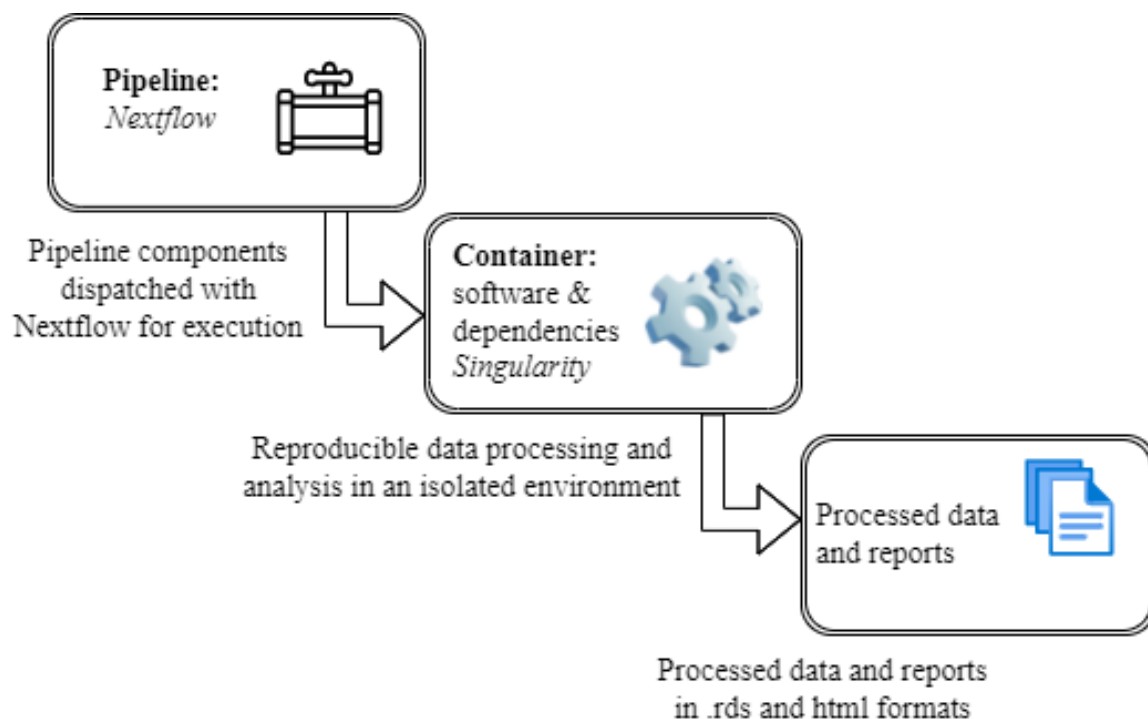 Pipeline:
Nextflow
Pipeline components
dispatched with
Nextflow for execution
Container:
software &
dependencies
Singularity
Reproducible data processing and
analysis in an isolated environment
Processed data
and reports
Processed data and reports
in .rds and html formats